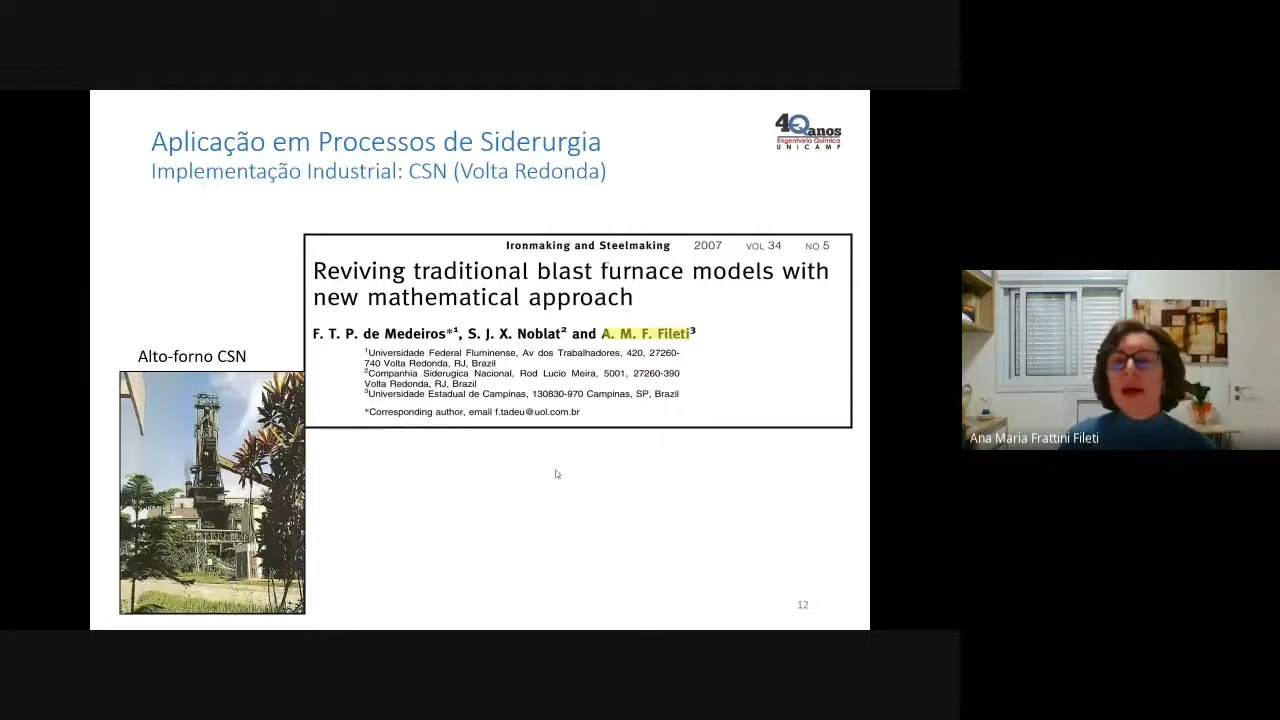 Aplicação em Processos de Siderurgia
Implementação Industrial: CSN (Volta Redonda)
40anos
Engenharia Química
UNICAMP
Ironmaking and Steelmaking 2007 VOL 34 NO 5
Reviving traditional blast furnace models with
new mathematical approach
F. T. P. de Medeiros*¹, S. J. X. Noblat² and A. M. F. Fileti³
¹Universidade Federal Fluminense, Av dos Trabalhadores, 420, 27260-
740 Volta Redonda, RJ, Brazil
²Companhia Siderugica Nacional, Rod Lucio Meira, 5001, 27260-390
Volta Redonda, RJ, Brazil
³Universidade Estadual de Campinas, 130830-970 Campinas, SP, Brazil
*Corresponding author, email f.tadeu@uol.com.br
Alto-forno CSN
12
Ana Maria Frattini Fileti